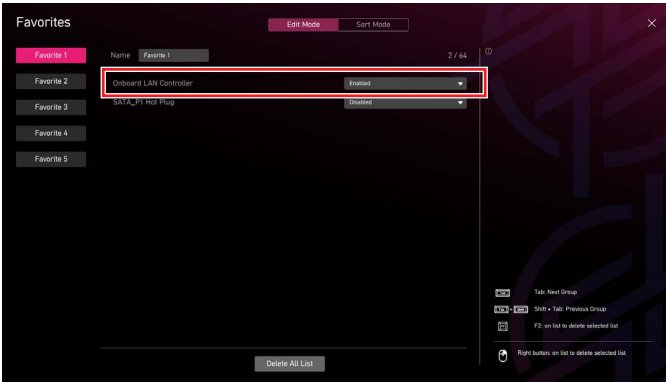 Favorites
Edit Mode Sort Mode
Favorite 1
Favorite 2
Favorite 3
Favorite 4
Favorite 5
Name Favorite 1 2 / 64
Onboard LAN Controller Enabled
SATA_P1 Hot Plug Disabled
Tab: Next Group
Shift + Tab: Previous Group
F2: on list to delete selected list
Right button: on list to delete selected list
Delete All List